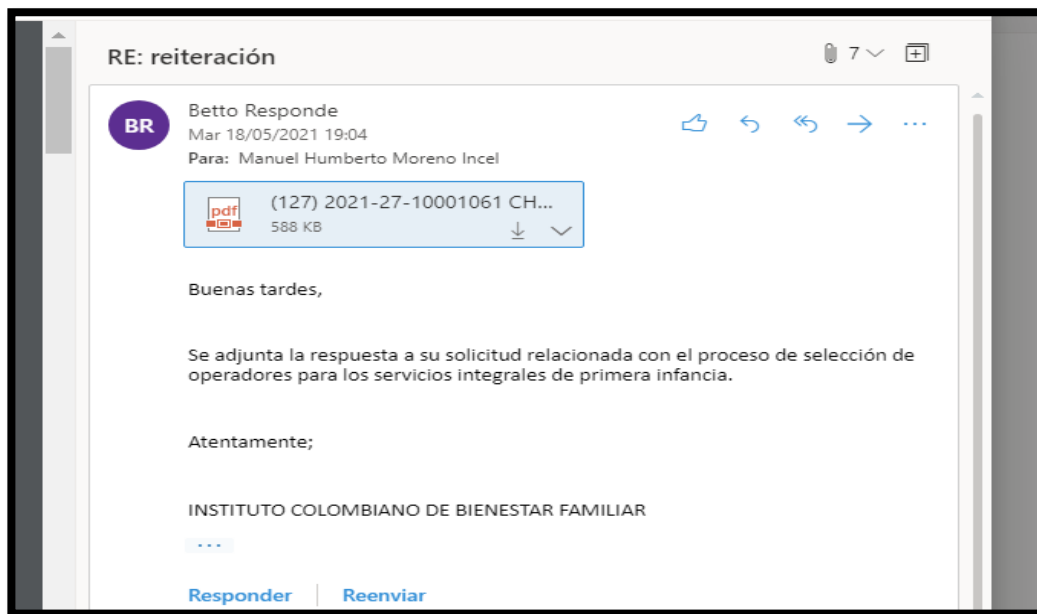 RE: reiteración
7
BR
Betto Responde
Mar 18/05/2021 19:04
Para: Manuel Humberto Moreno Incel
pdf
(127) 2021-27-10001061 CH...
588 KB
Buenas tardes,
Se adjunta la respuesta a su solicitud relacionada con el proceso de selección de
operadores para los servicios integrales de primera infancia.
Atentamente;
INSTITUTO COLOMBIANO DE BIENESTAR FAMILIAR
...
Responder | Reenviar